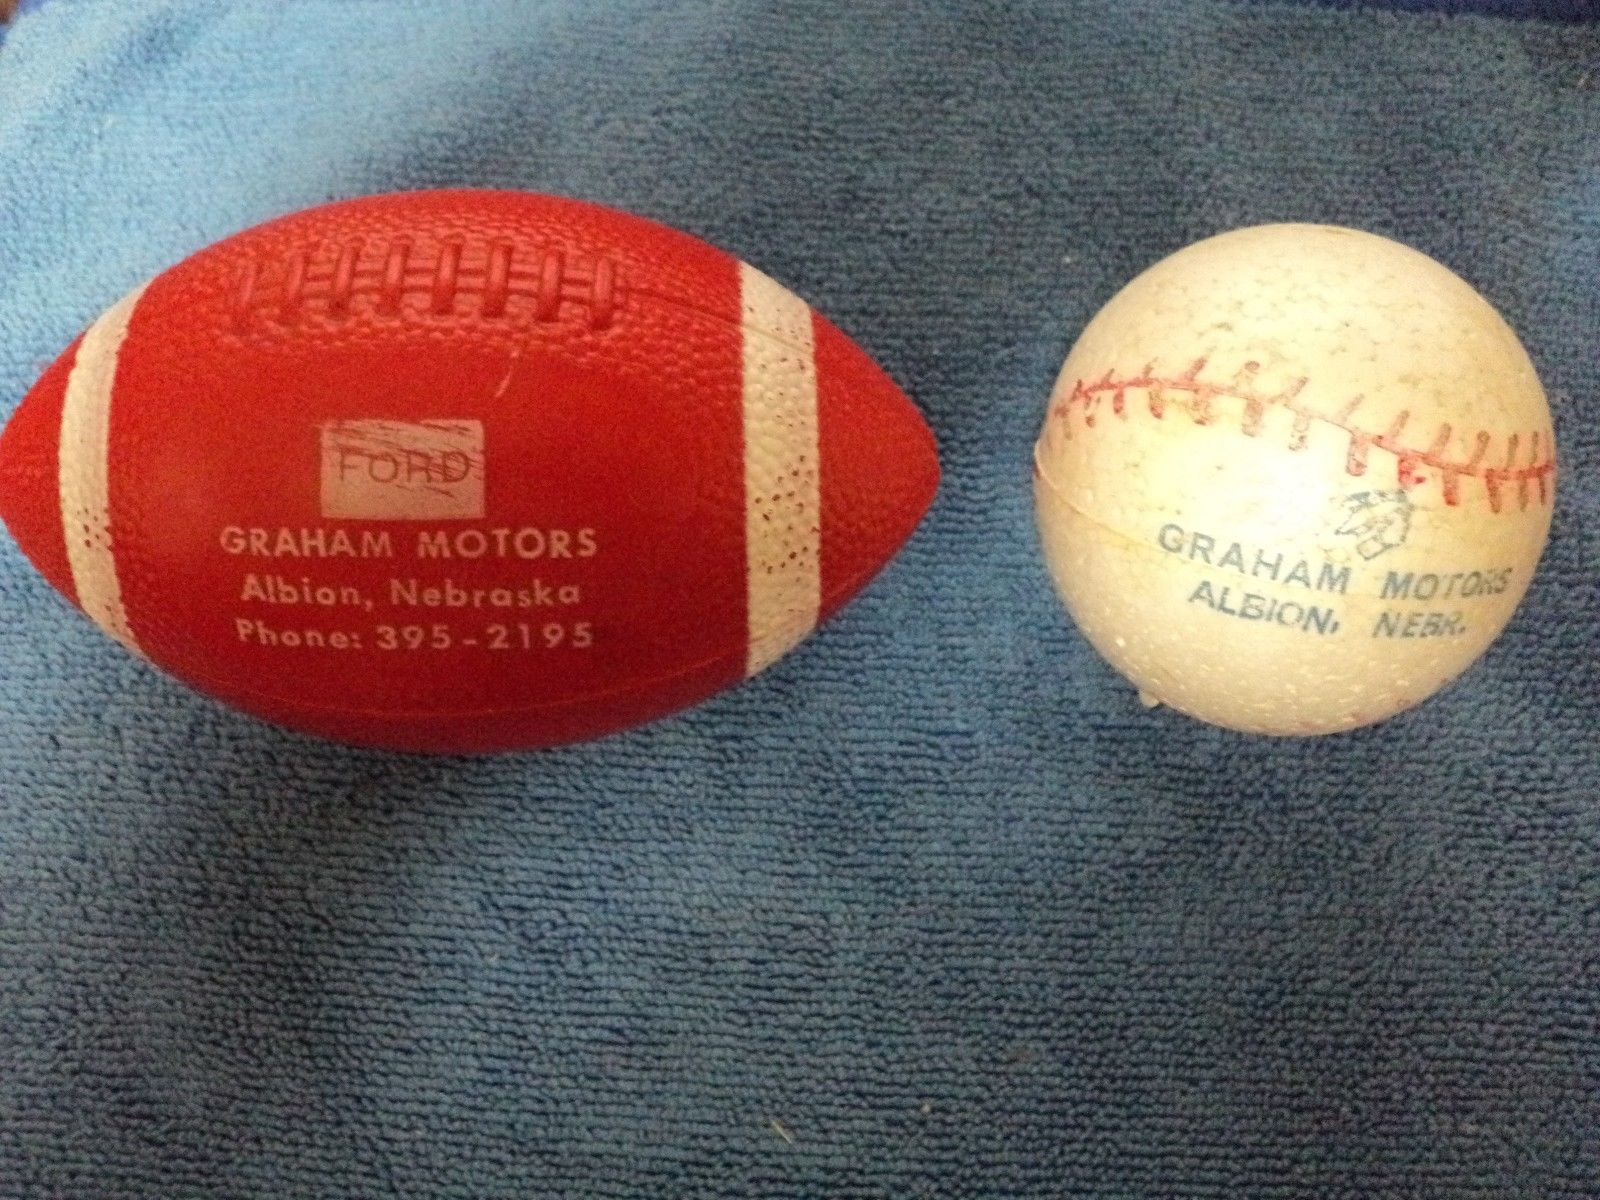 FORD
GRAHAM MOTORS
Albion, Nebraska
Phone: 395-2195
GRAHAM MOTORS
ALBION, NEBR.